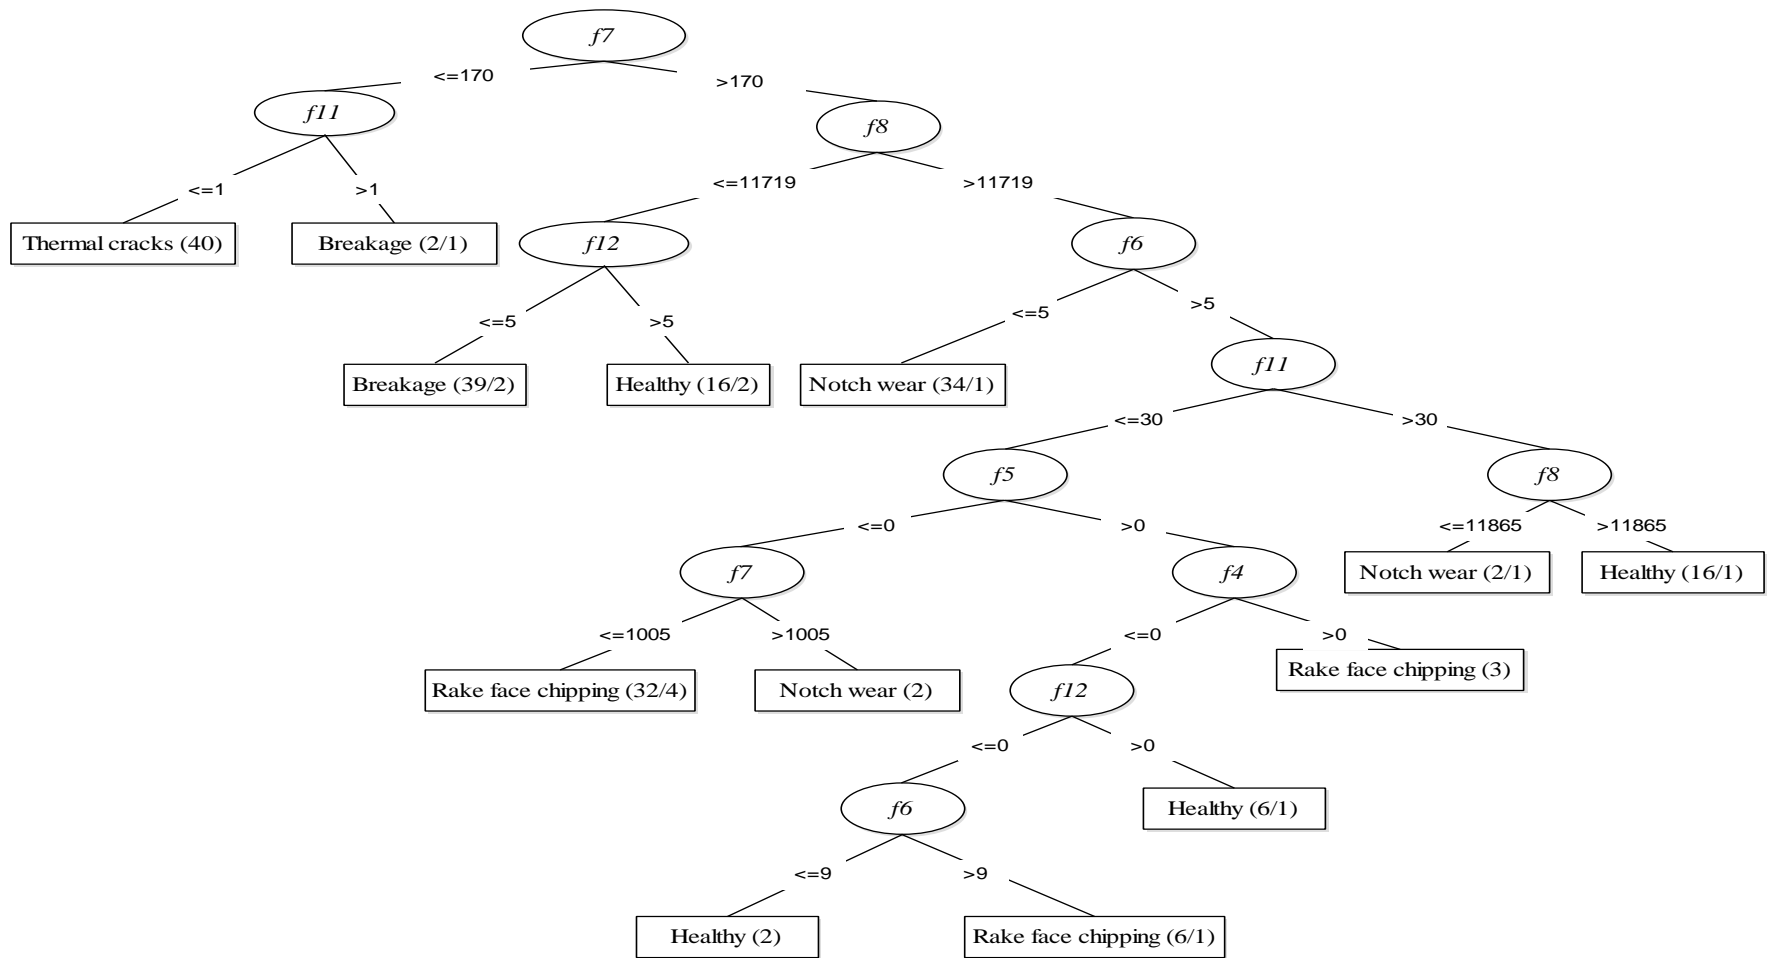 f7
<=170
>170
f11
f8
<=1
>1
<=11719
>11719
Thermal cracks (40)
Breakage (2/1)
f12
f6
<=5
>5
<=5
>5
Breakage (39/2)
Healthy (16/2)
Notch wear (34/1)
f11
<=30
>30
f5
f8
<=0
>0
<=11865
>11865
f7
f4
Notch wear (2/1)
Healthy (16/1)
<=1005
>1005
<=0
>0
Rake face chipping (32/4)
Notch wear (2)
f12
Rake face chipping (3)
<=0
>0
f6
Healthy (6/1)
<=9
>9
Healthy (2)
Rake face chipping (6/1)